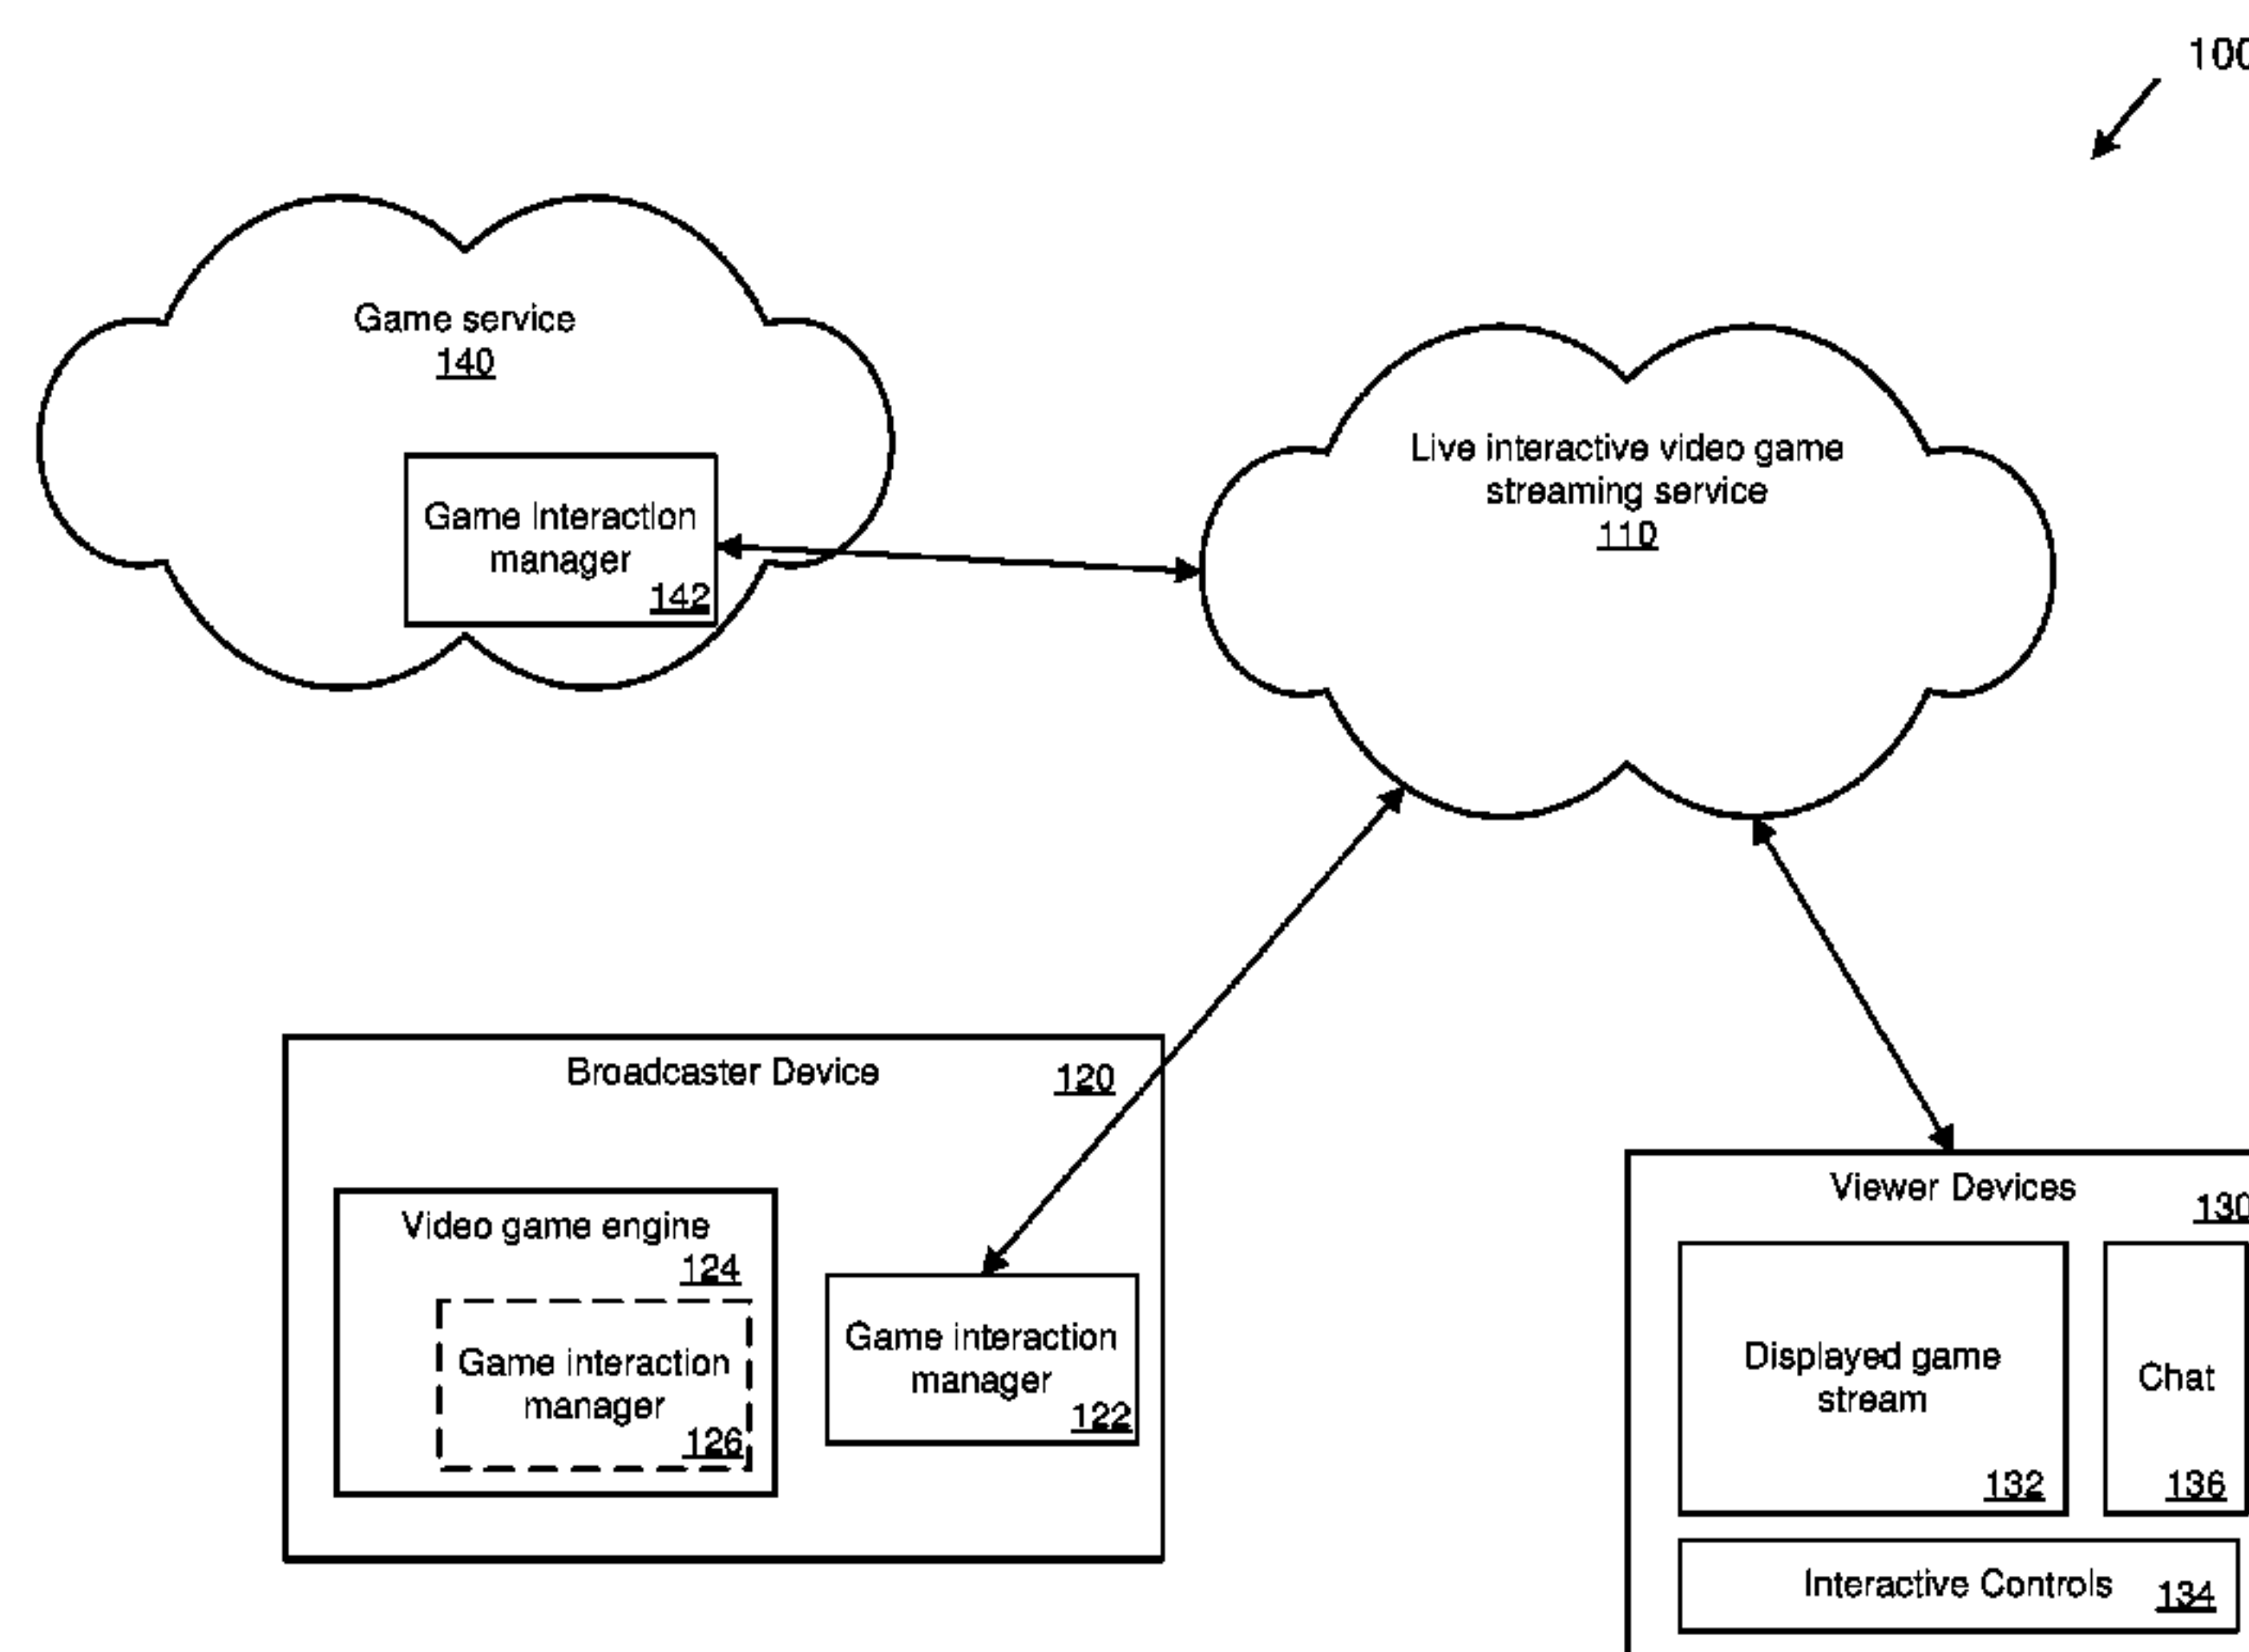 100
Game service
140
Game interaction
manager
142
Live interactive video game
streaming service
110
Broadcaster Device
120
Video game engine
124
Game interaction
manager
126
Game interaction
manager
122
Viewer Devices
130
Displayed game
stream
132
Chat
136
Interactive Controls
134